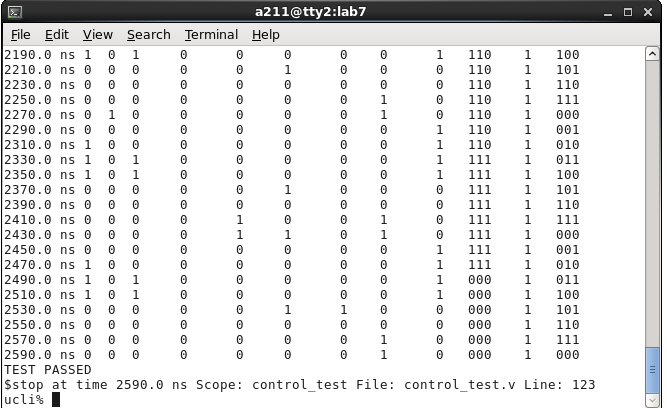 a211@tty2:lab7
File Edit View Search Terminal Help
2190.0 ns 1 0 1 0 0 0 0 0 1 110 1 100
2210.0 ns 0 0 0 0 0 1 0 0 0 110 1 101
2230.0 ns 0 0 0 0 0 0 0 0 0 110 1 110
2250.0 ns 0 0 0 0 0 0 0 1 0 110 1 111
2270.0 ns 0 1 0 0 0 0 0 1 0 110 1 000
2290.0 ns 0 0 0 0 0 0 0 0 1 110 1 001
2310.0 ns 1 0 0 0 0 0 0 0 1 110 1 010
2330.0 ns 1 0 1 0 0 0 0 0 1 111 1 011
2350.0 ns 1 0 1 0 0 0 0 0 1 111 1 100
2370.0 ns 0 0 0 0 0 1 0 0 0 111 1 101
2390.0 ns 0 0 0 0 0 0 0 0 0 111 1 110
2410.0 ns 0 0 0 0 1 0 0 1 0 111 1 111
2430.0 ns 0 0 0 0 1 1 0 1 0 111 1 000
2450.0 ns 0 0 0 0 0 0 0 0 1 111 1 001
2470.0 ns 1 0 0 0 0 0 0 0 1 111 1 010
2490.0 ns 1 0 1 0 0 0 0 0 1 000 1 011
2510.0 ns 1 0 1 0 0 0 0 0 1 000 1 100
2530.0 ns 0 0 0 0 0 1 1 0 0 000 1 101
2550.0 ns 0 0 0 0 0 0 0 0 0 000 1 110
2570.0 ns 0 0 0 0 0 0 0 1 0 000 1 111
2590.0 ns 0 0 0 0 0 0 0 1 0 000 1 000
TEST PASSED
$stop at time 2590.0 ns Scope: control_test File: control_test.v Line: 123
ucli%